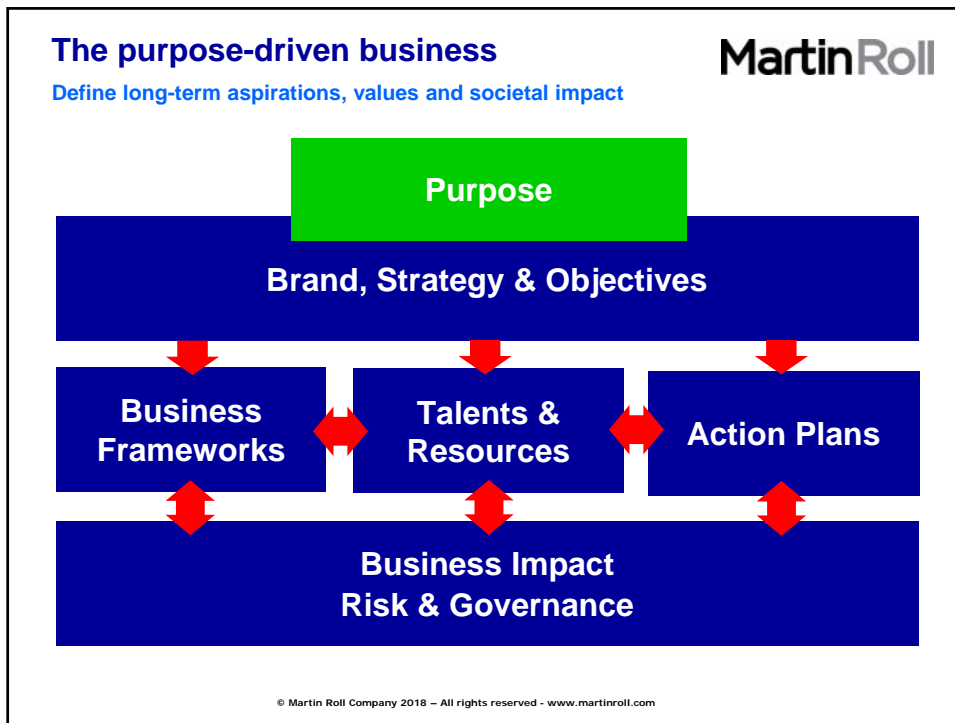 The purpose-driven business
MartinRoll
Define long-term aspirations, values and societal impact
Purpose
Brand, Strategy & Objectives
Business
Frameworks
Talents &
Resources
Action Plans
Business Impact
Risk & Governance
© Martin Roll Company 2018 – All rights reserved - www.martinroll.com